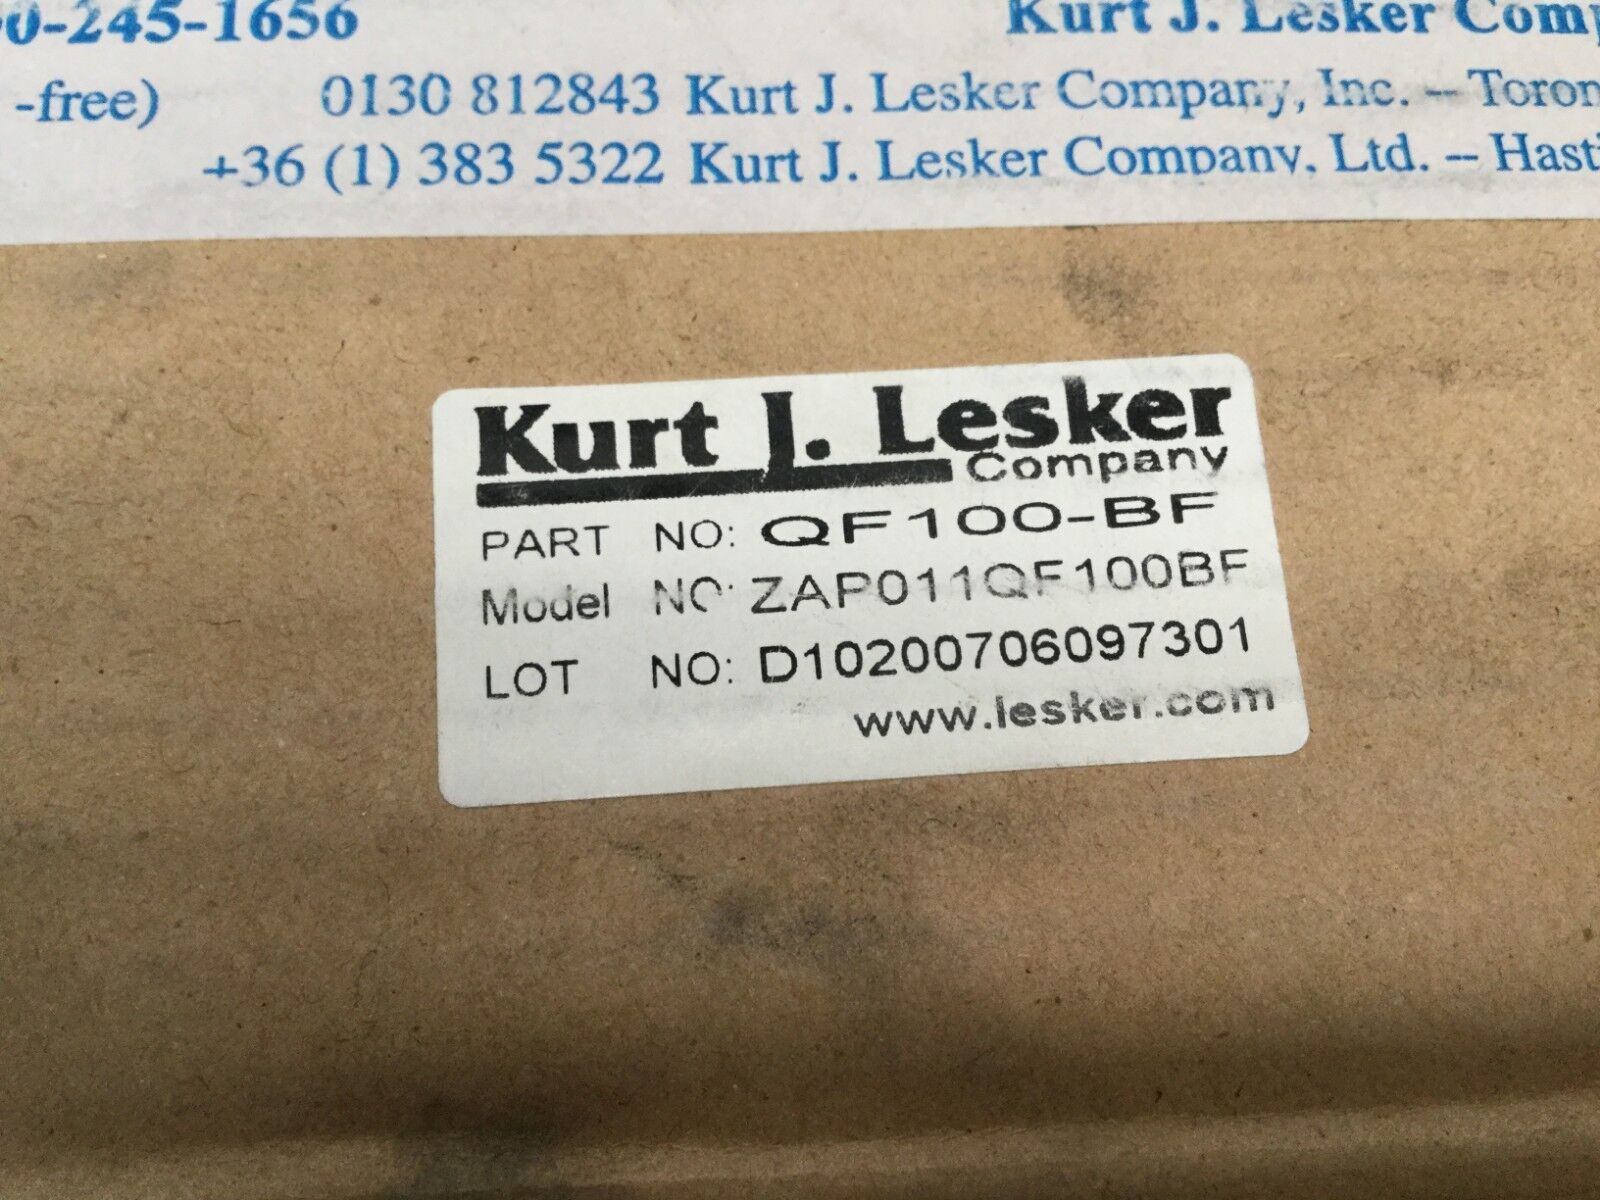 0-245-1656 Kurt J. Lesker Comp
-free) 0130 812843 Kurt J. Lesker Company, Inc. – Toron
+36 (1) 383 5322 Kurt J. Lesker Company, Ltd. – Hasti
Kurt J. Lesker
Company
PART NO: QF100-BF
Model NO: ZAP011QF100BF
LOT NO: D10200706097301
www.lesker.com